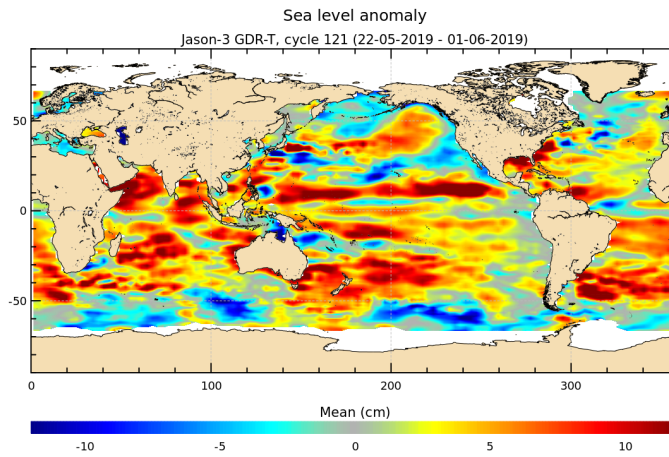 Sea level anomaly
Jason-3 GDR-T, cycle 121 (22-05-2019 - 01-06-2019)
50
0
-50
0 100 200 300
Mean (cm)
-10 -5 0 5 10